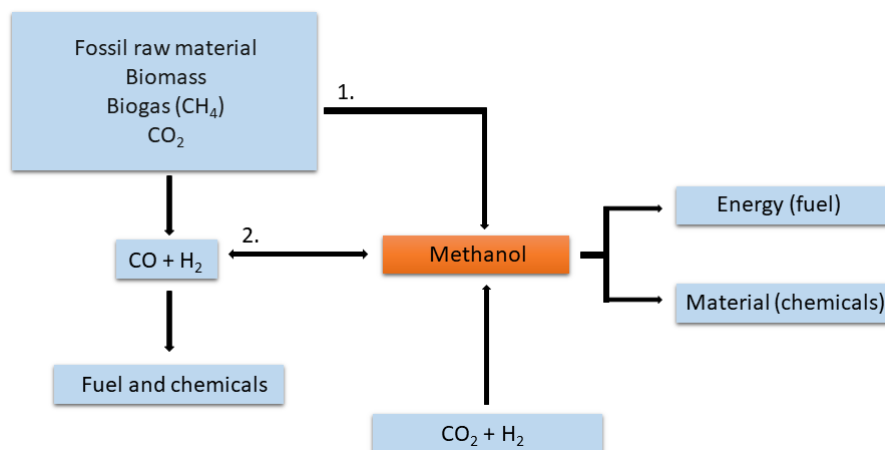 Fossil raw material
Biomass
Biogas (CH₄)
CO₂
1.
Energy (fuel)
2.
CO + H₂
Methanol
Material (chemicals)
Fuel and chemicals
CO₂ + H₂